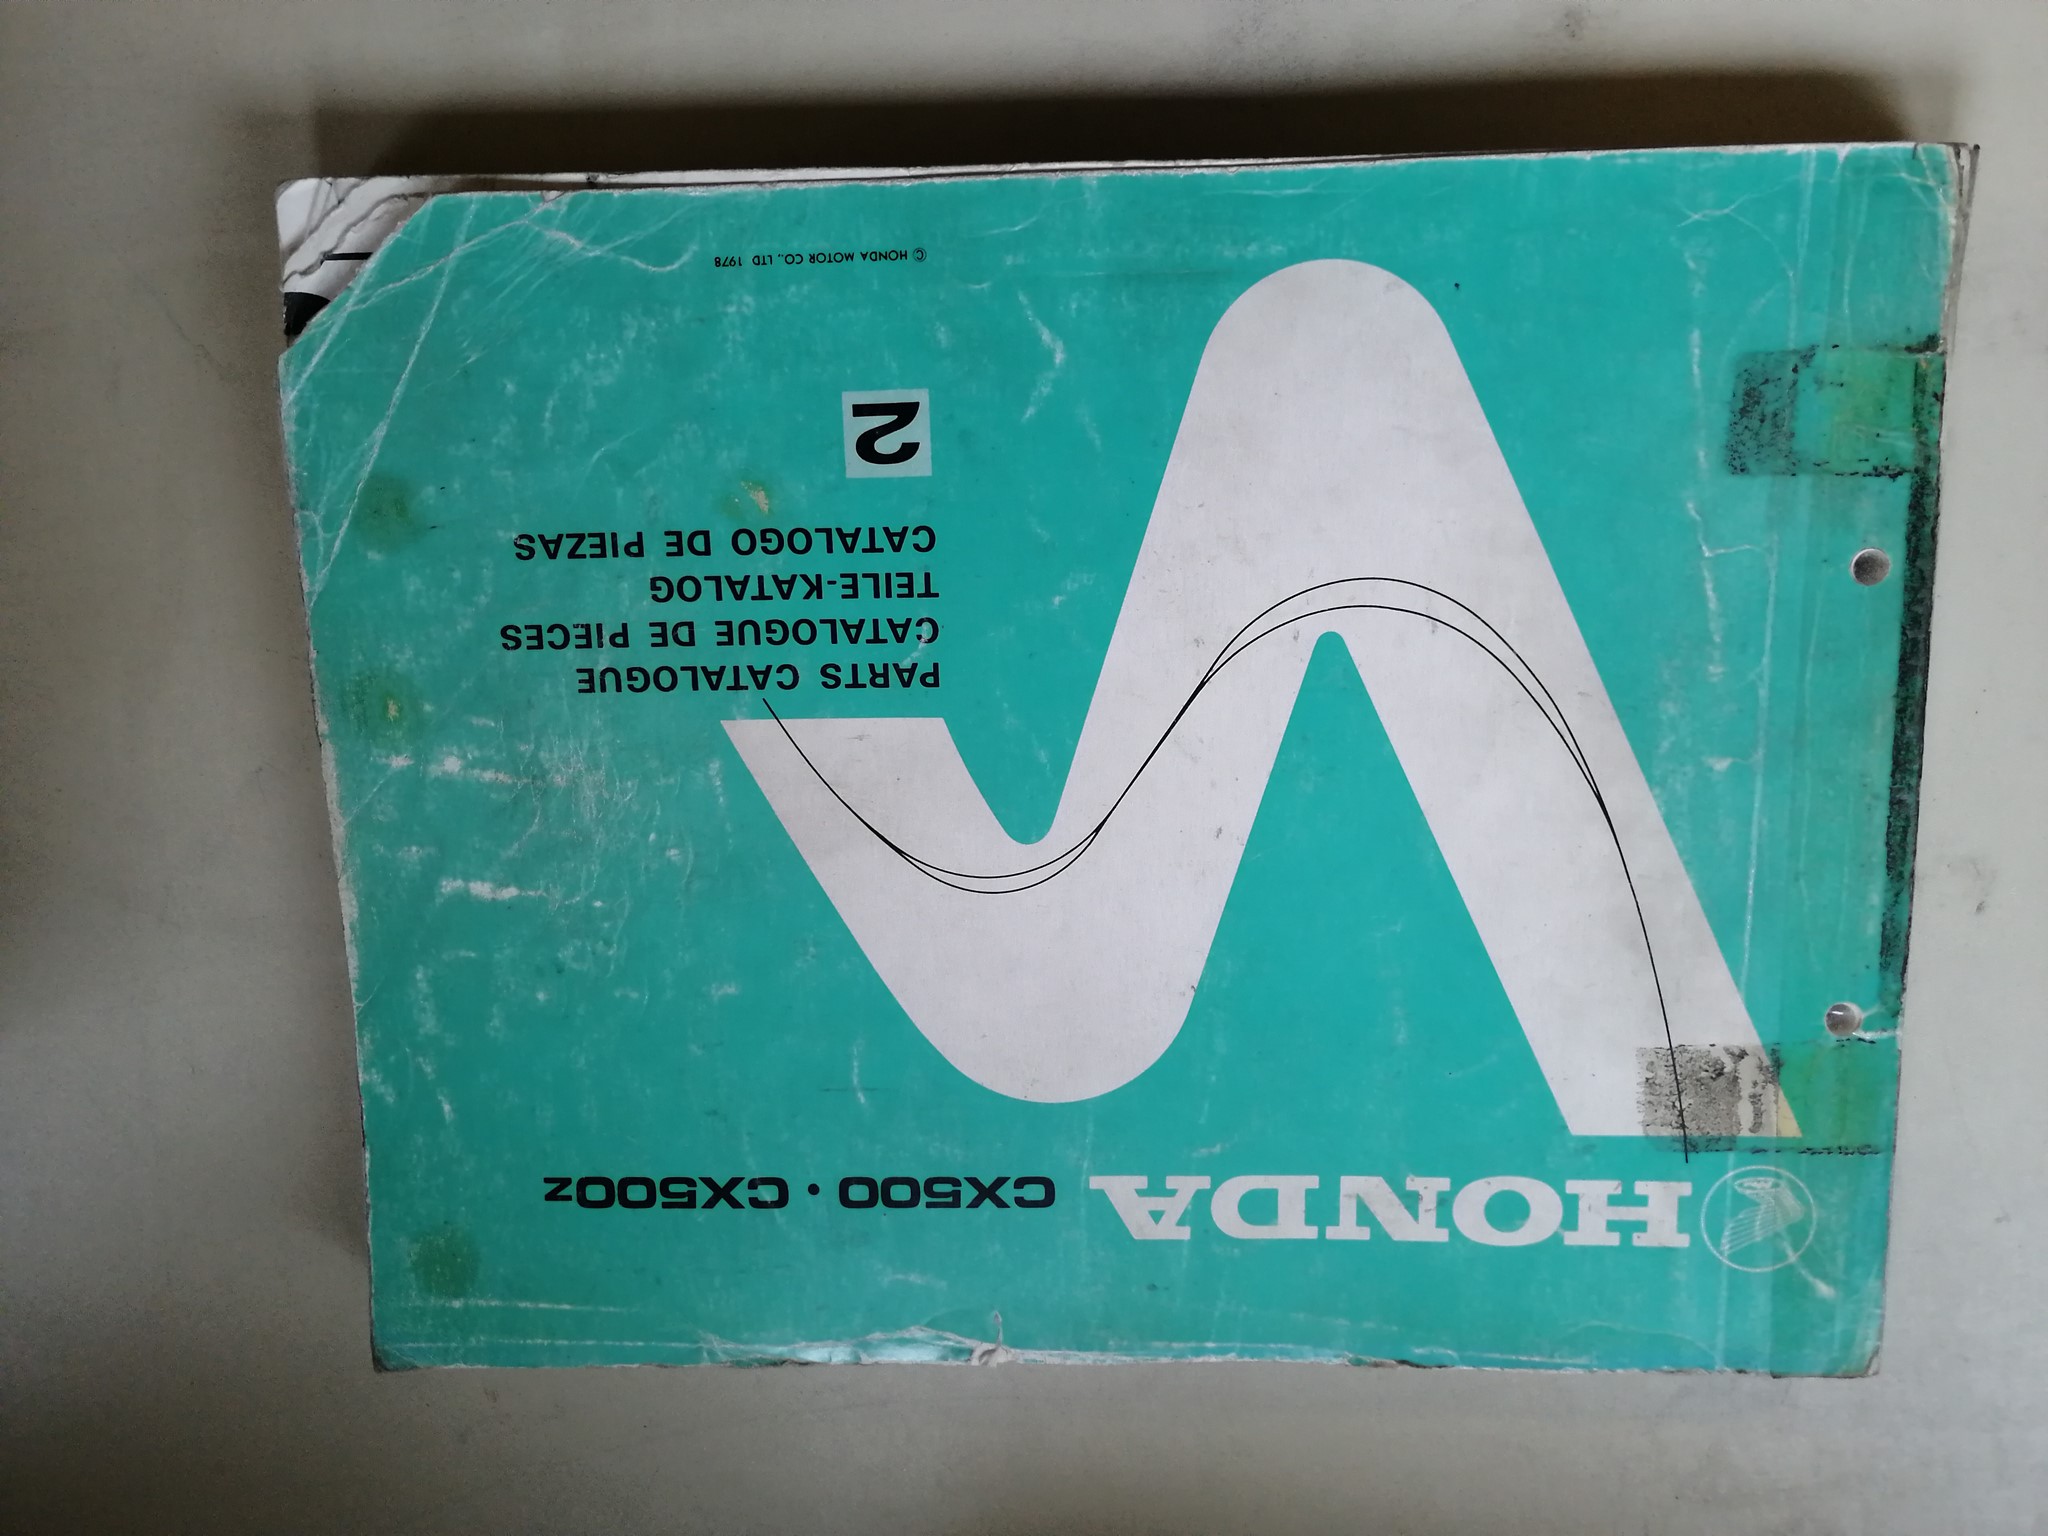 HONDA CX500 · CX500Z
PARTS CATALOGUE
CATALOGUE DE PIECES
TEILE-KATALOG
CATALOGO DE PIEZAS
2
© HONDA MOTOR CO., LTD 1978